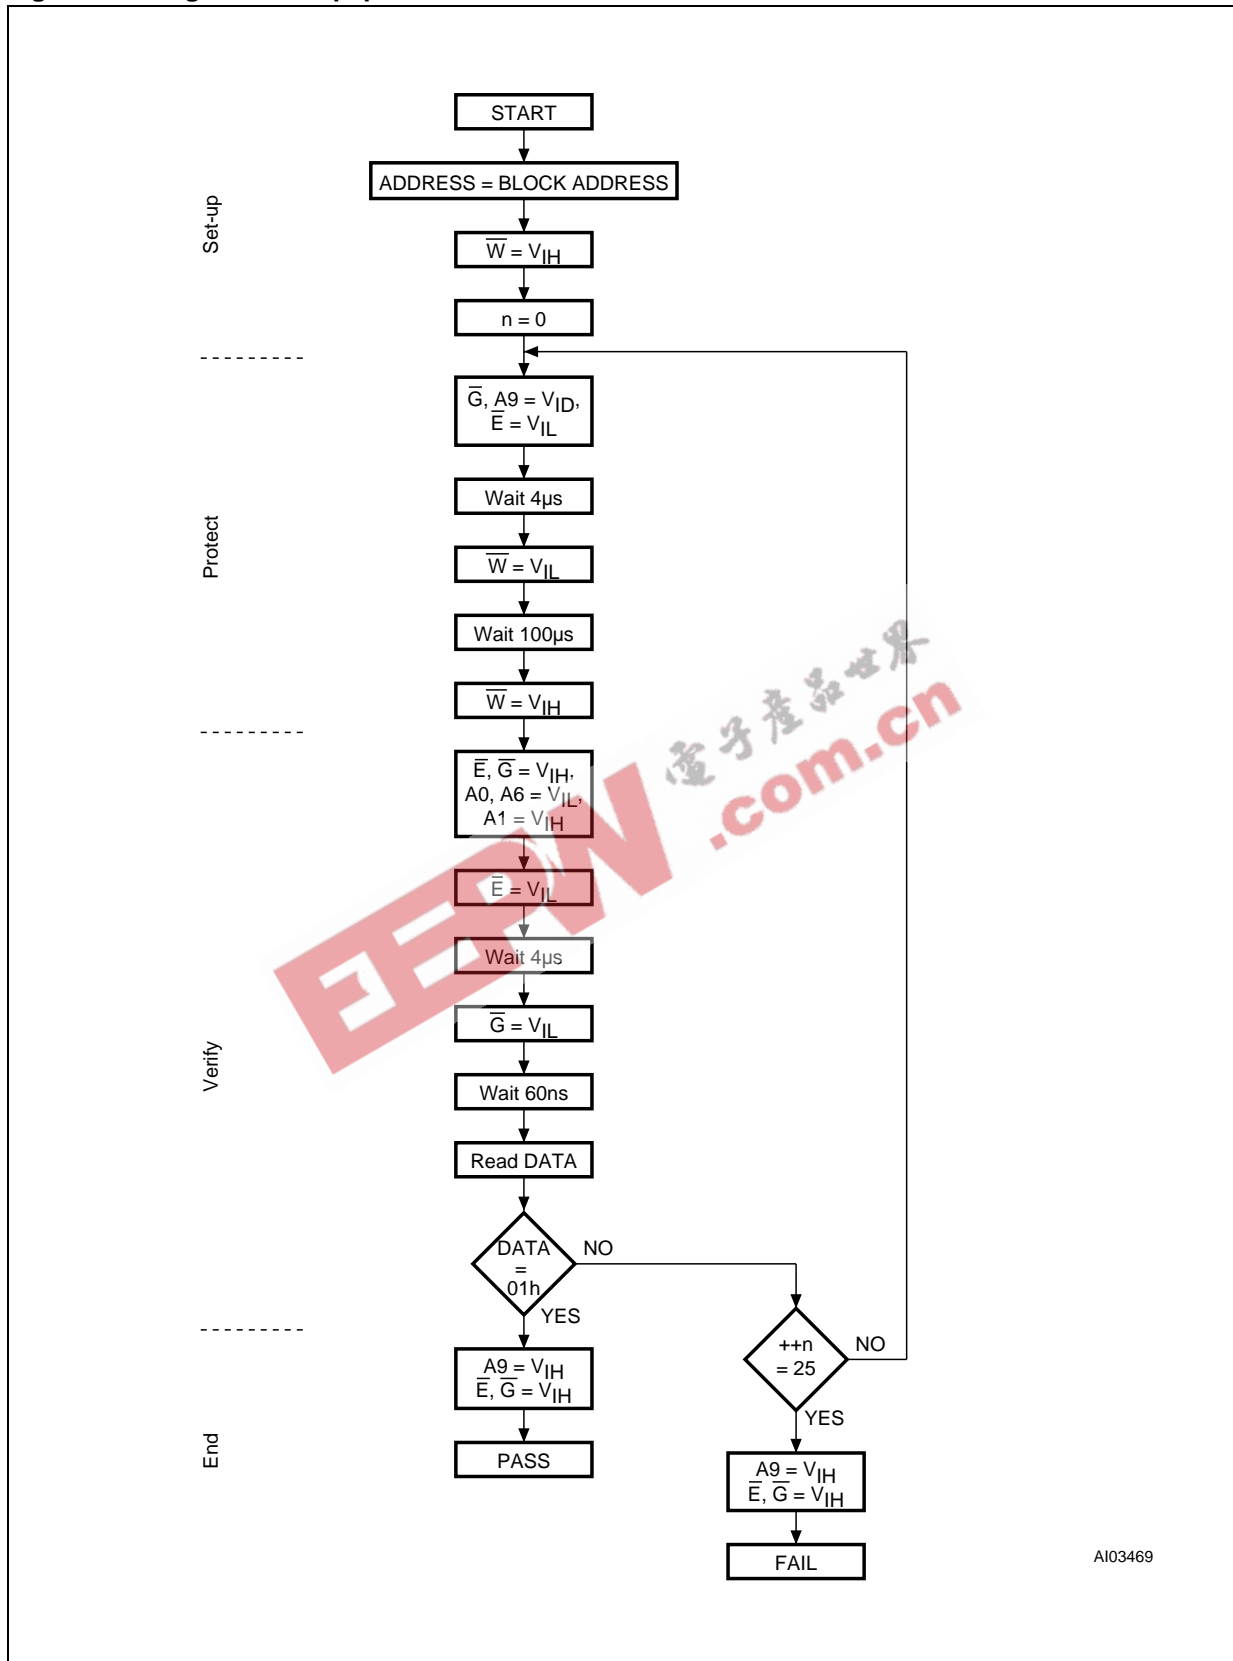 START
ADDRESS = BLOCK ADDRESS
Set-up
W̅ = VIH
n = 0
G̅, A9 = VID,
E̅ = VIL
Wait 4µs
Protect
W̅ = VIL
Wait 100µs
W̅ = VIH
E̅, G̅ = VIH,
A0, A6 = VIL,
A1 = VIH
電子產品世界
.com.cn
EEPW
E̅ = VIL
Wait 4µs
G̅ = VIL
Verify
Wait 60ns
Read DATA
DATA
=
01h
NO
YES
++n
= 25
NO
YES
A9 = VIH
E̅, G̅ = VIH
End
PASS
A9 = VIH
E̅, G̅ = VIH
FAIL
AI03469